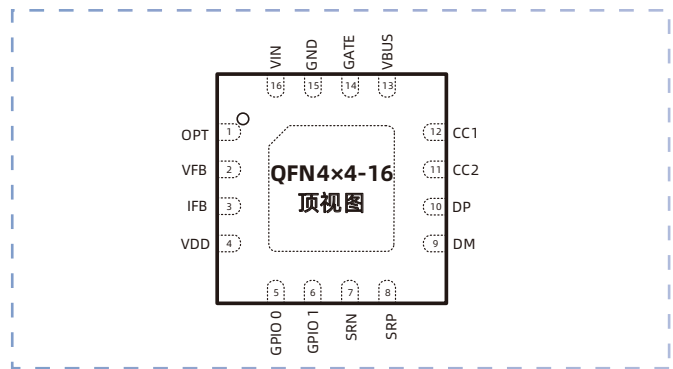 VIN
GND
GATE
VBUS
16
15
14
13
OPT 1
12 CC1
VFB 2
11 CC2
QFN4×4-16
顶视图
IFB 3
10 DP
VDD 4
9 DM
5
6
7
8
GPIO 0
GPIO 1
SRN
SRP